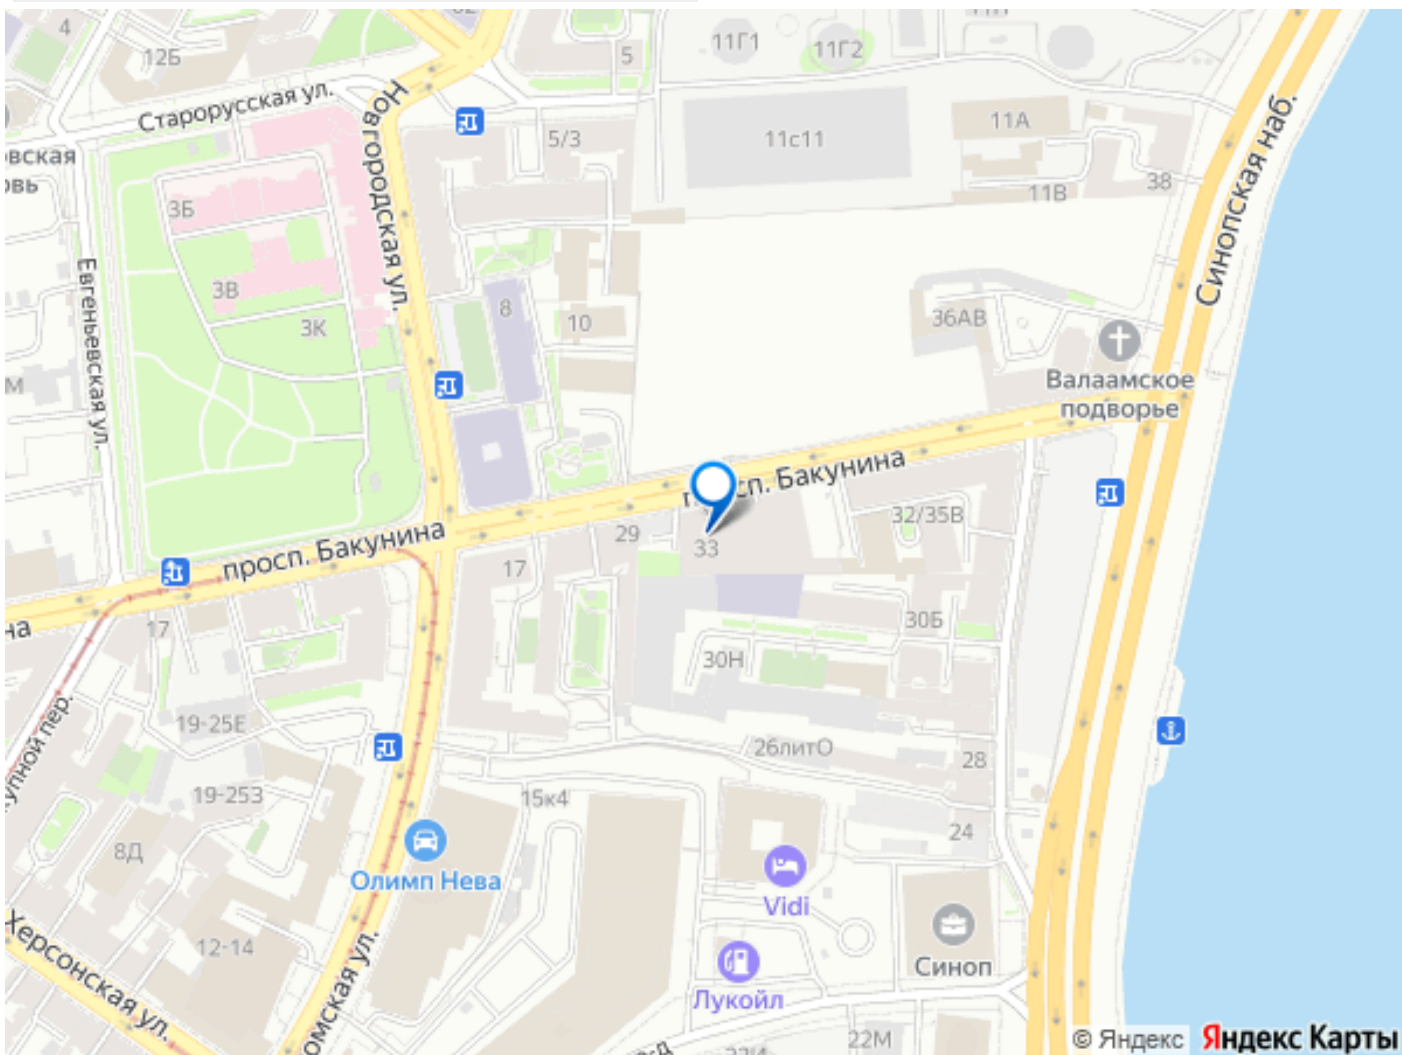 4
12Б
5
11Г1
11Г2
Старорусская ул.
Новгородская ул.
5/3
11с11
11А
11В
38
Синопская наб.
3Б
3В
3К
Евгеньевская ул.
8
10
36АВ
Валаамское
подворье
просп. Бакунина
просп. Бакунина
32/35В
29
33
17
17
30Б
30Н
19-25Е
26литО
28
19-253
15к4
24
8Д
Олимп Нева
Vidi
12-14
Синоп
Херсонская ул.
Лукойл
22М
© Яндекс
Яндекс Карты